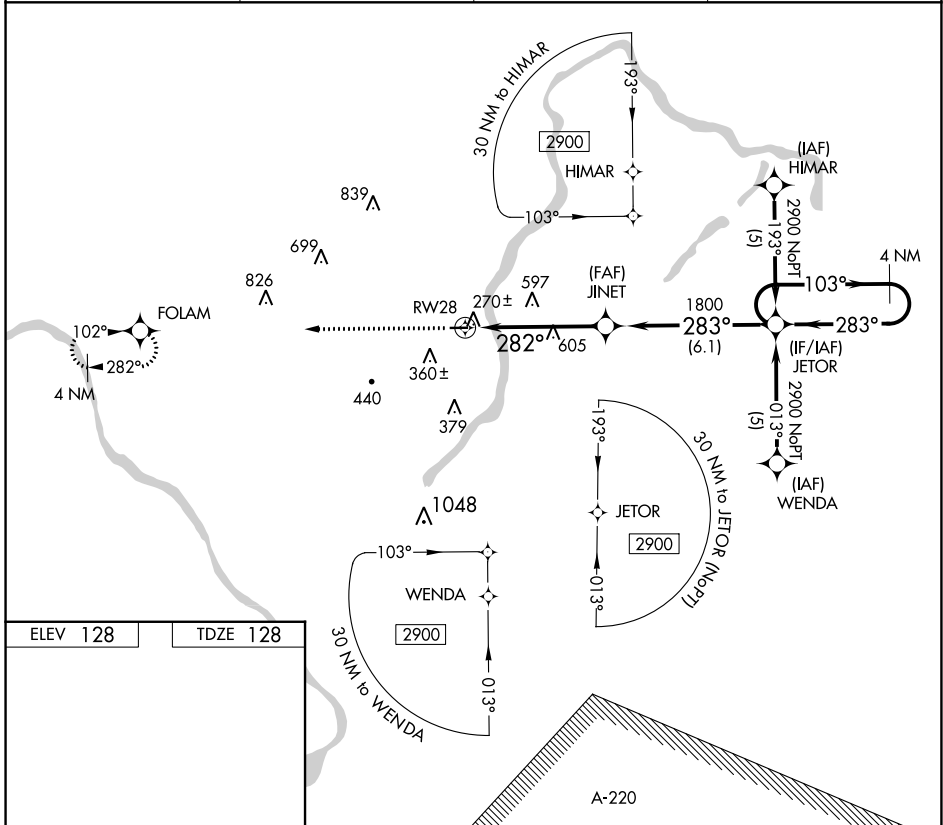 30 NM to HIMAR
193°
2900
HIMAR
103°
(IAF)
HIMAR
2900 NoPT
193°
(5)
4 NM
103°
839
699
826
FOLAM
102°
282°
4 NM
RW28
270±
597
(FAF)
JINET
1800
283°
(6.1)
283°
282°
605
(IF/IAF)
JETOR
360±
440
379
2900 NoPT
013°
(5)
(IAF)
WENDA
193°
30 NM to JETOR (NoPT)
JETOR
2900
013°
1048
103°
WENDA
2900
013°
30 NM to WENDA
ELEV 128
TDZE 128
A-220